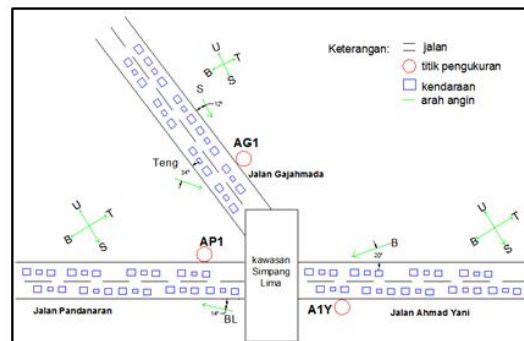 Keterangan:
jalan
titik pengukuran
kendaraan
arah angin
U
T
B
S
S
12°
AG1
Jalan Gajahmada
Teng
34°
U
T
B
S
AP1
kawasan
Simpang
Lima
B
U
T
B
S
Jalan Pandanaran
14°
BL
A1Y
Jalan Ahmad Yani